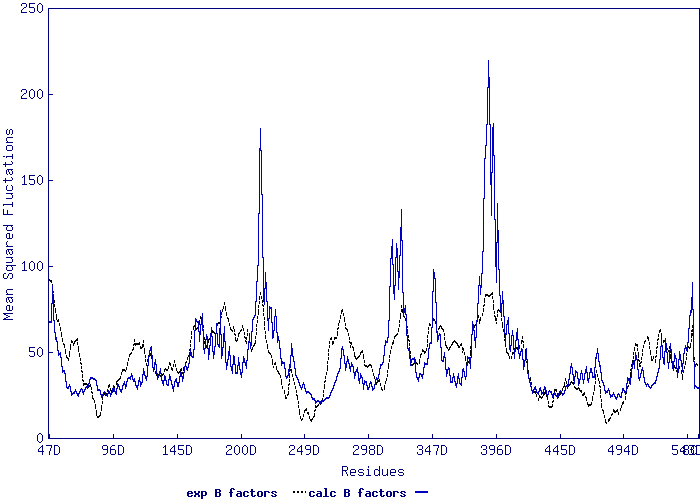 250
200
150
100
50
0
Mean Squared Fluctations
47D 96D 145D 200D 249D 298D 347D 396D 445D 494D
Residues
exp B factors calc B factors